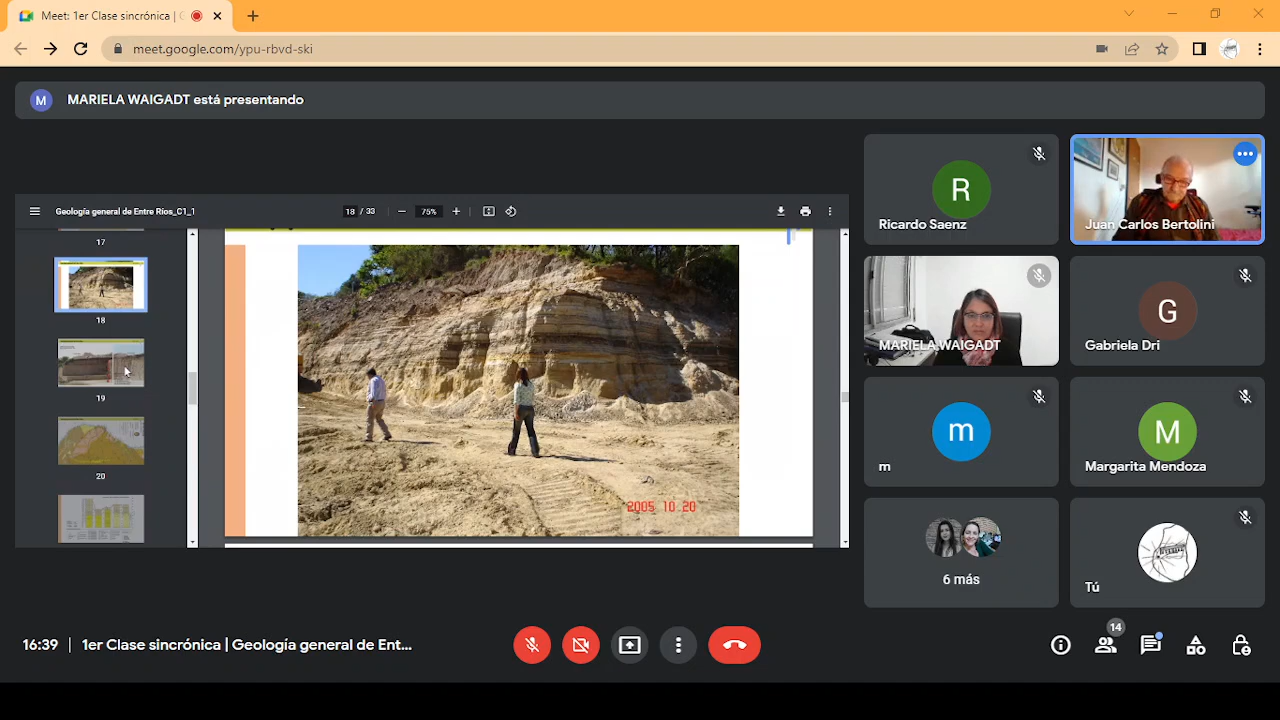 Meet: 1er Clase sincrónica | G
meet.google.com/ypu-rbvd-ski
M
MARIELA WAIGADT está presentando
Geología general de Entre Ríos_C1_1
18 / 33
75%
17
18
19
20
2005 10 20
R
Ricardo Saenz
Juan Carlos Bertolini
MARIELA WAIGADT
G
Gabriela Dri
m
m
M
Margarita Mendoza
6 más
Tú
16:39 | 1er Clase sincrónica | Geología general de Ent...
14